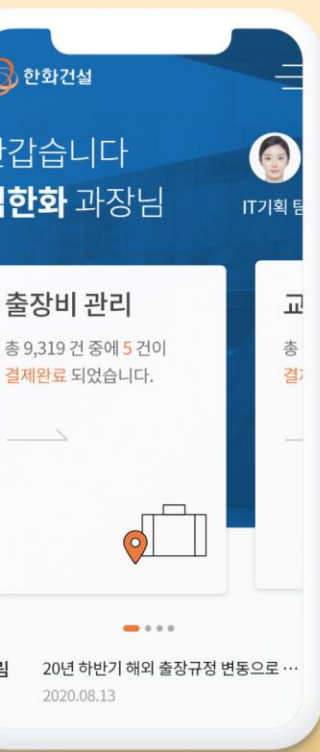 한화건설
반갑습니다
김한화 과장님
IT기획 팀
출장비 관리
총 9,319 건 중에 5 건이
결제완료 되었습니다.
교
총
결제
20년 하반기 해외 출장규정 변동으로 ⋯
2020.08.13